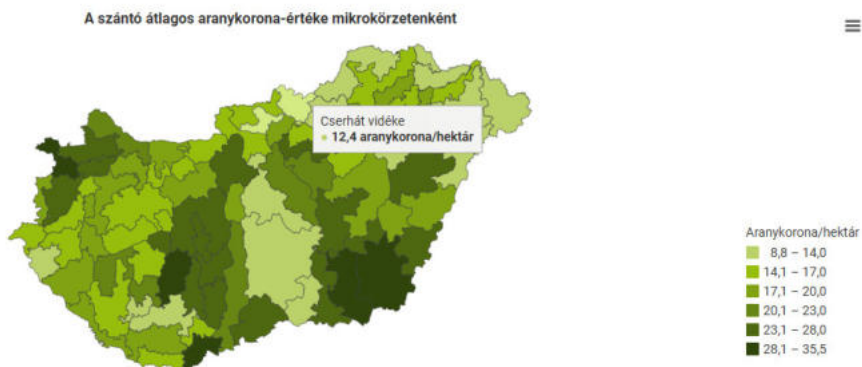 A szántó átlagos aranykorona-értéke mikrokörzetenként
Cserhát vidéke
12,4 aranykorona/hektár
Aranykorona/hektár
8,8 – 14,0
14,1 – 17,0
17,1 – 20,0
20,1 – 23,0
23,1 – 28,0
28,1 – 35,5